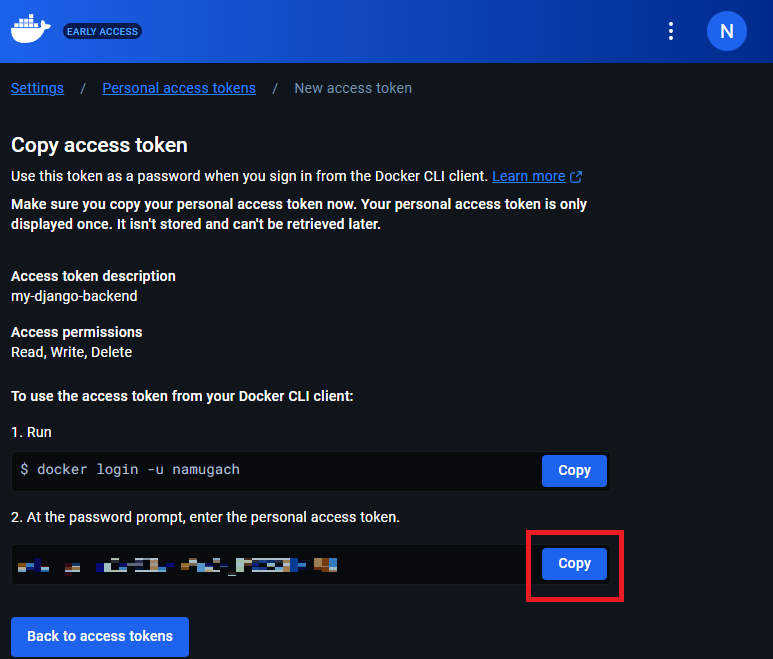 EARLY ACCESS
N
Settings / Personal access tokens / New access token
Copy access token
Use this token as a password when you sign in from the Docker CLI client. Learn more
Make sure you copy your personal access token now. Your personal access token is only
displayed once. It isn't stored and can't be retrieved later.
Access token description
my-django-backend
Access permissions
Read, Write, Delete
To use the access token from your Docker CLI client:
1. Run
$ docker login -u namugach
Copy
2. At the password prompt, enter the personal access token.
Copy
Back to access tokens